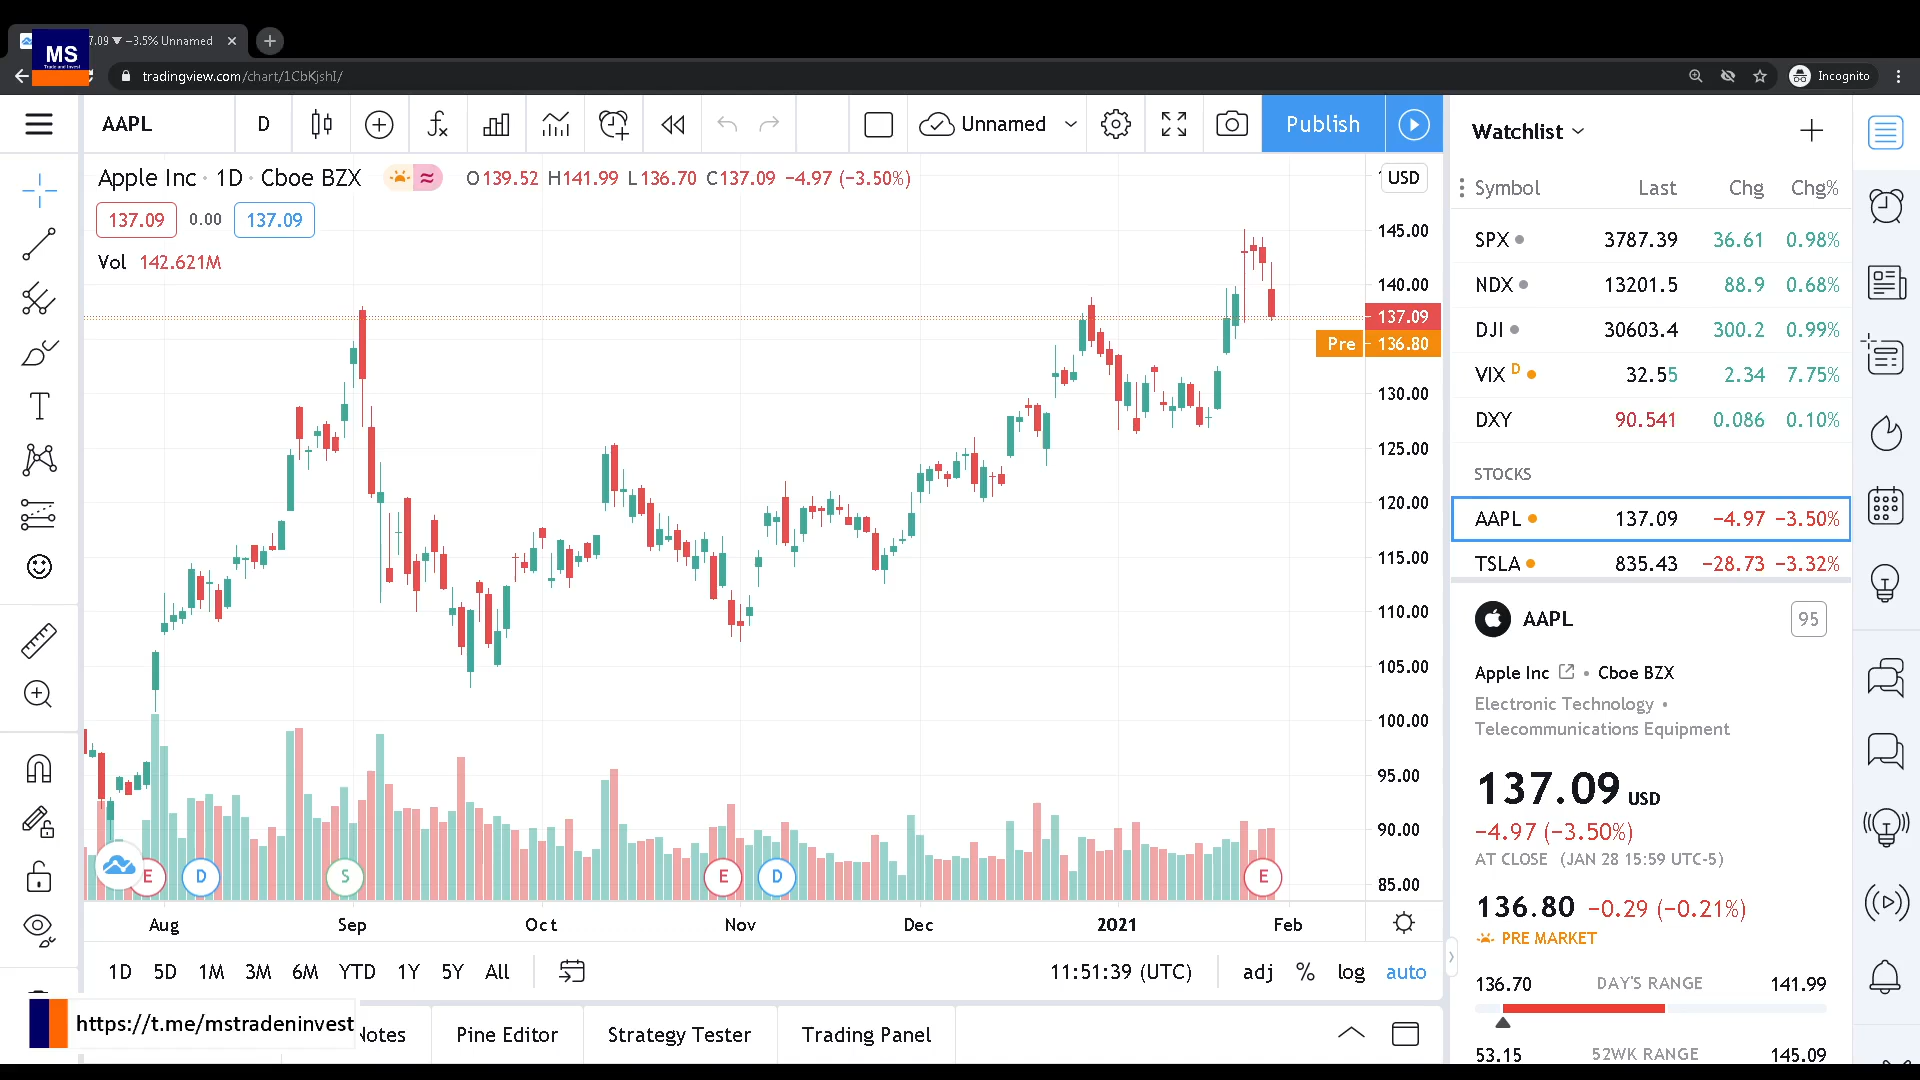 7.09 ▼ −3.5% Unnamed
MS
Trade and Invest
tradingview.com/chart/1CbKjshI/
Incognito
AAPL
D
Unnamed
Publish
Watchlist
Apple Inc · 1D · Cboe BZX
O139.52 H141.99 L136.70 C137.09 −4.97 (−3.50%)
USD
137.09 0.00 137.09
Vol 142.621M
145.00
140.00
137.09
Pre 136.80
130.00
125.00
120.00
115.00
110.00
105.00
100.00
95.00
90.00
85.00
E D S E D E
Aug Sep Oct Nov Dec 2021 Feb
1D 5D 1M 3M 6M YTD 1Y 5Y All
11:51:39 (UTC) adj % log auto
https://t.me/mstradeninvest
Notes Pine Editor Strategy Tester Trading Panel
Symbol Last Chg Chg%
SPX 3787.39 36.61 0.98%
NDX 13201.5 88.9 0.68%
DJI 30603.4 300.2 0.99%
VIX D 32.55 2.34 7.75%
DXY 90.541 0.086 0.10%
STOCKS
AAPL 137.09 −4.97 −3.50%
TSLA 835.43 −28.73 −3.32%
AAPL 95
Apple Inc • Cboe BZX
Electronic Technology •
Telecommunications Equipment
137.09 USD
−4.97 (−3.50%)
AT CLOSE (JAN 28 15:59 UTC-5)
136.80 −0.29 (−0.21%)
PRE MARKET
136.70 DAY'S RANGE 141.99
53.15 52WK RANGE 145.09